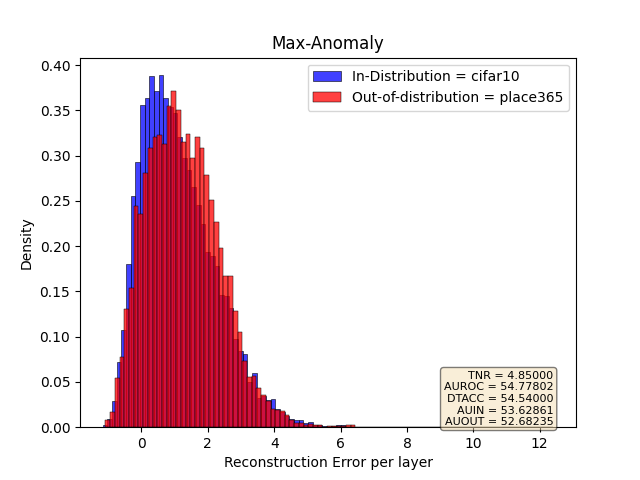 Max-Anomaly
In-Distribution = cifar10
Out-of-distribution = place365
Density
0.40
0.35
0.30
0.25
0.20
0.15
0.10
0.05
0.00
TNR = 4.85000
AUROC = 54.77802
DTACC = 54.54000
AUIN = 53.62861
AUOUT = 52.68235
0 2 4 6 8 10 12
Reconstruction Error per layer